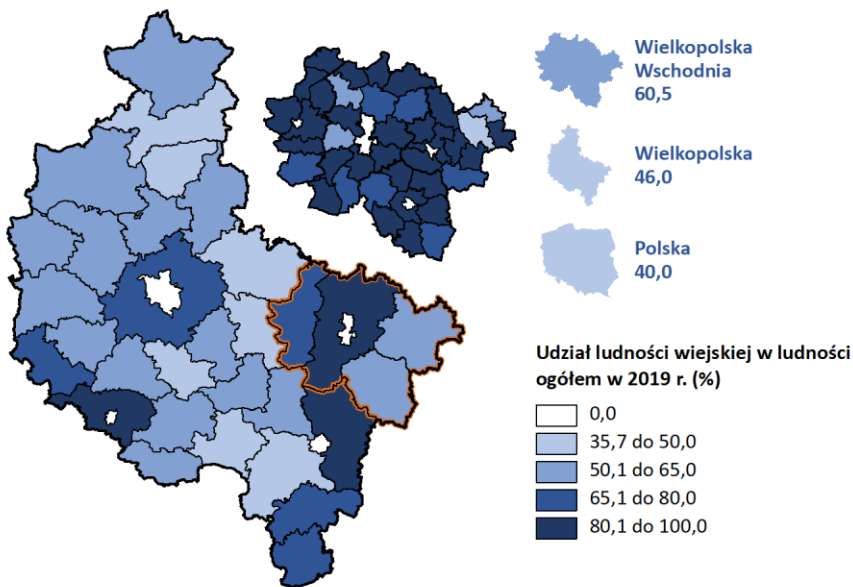 Wielkopolska
Wschodnia
60,5
Wielkopolska
46,0
Polska
40,0
Udział ludności wiejskiej w ludności
ogółem w 2019 r. (%)
0,0
35,7 do 50,0
50,1 do 65,0
65,1 do 80,0
80,1 do 100,0